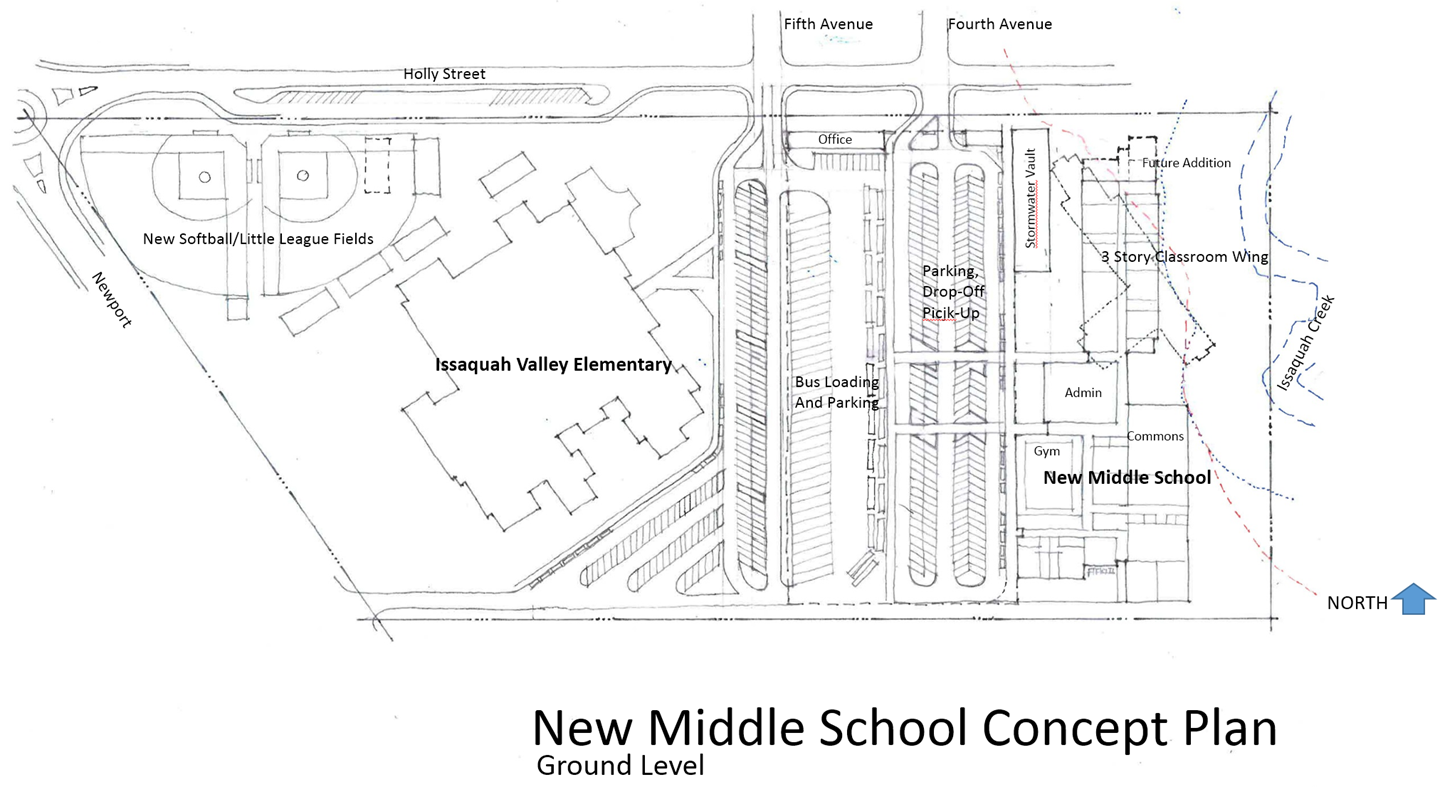 Fifth Avenue
Fourth Avenue
Holly Street
Office
Stormwater Vault
Future Addition
New Softball/Little League Fields
3 Story Classroom Wing
Newport
Parking,
Drop-Off
Picik-Up
Issaquah Creek
Issaquah Valley Elementary
Bus Loading
And Parking
Admin
Commons
Gym
New Middle School
NORTH
New Middle School Concept Plan
Ground Level